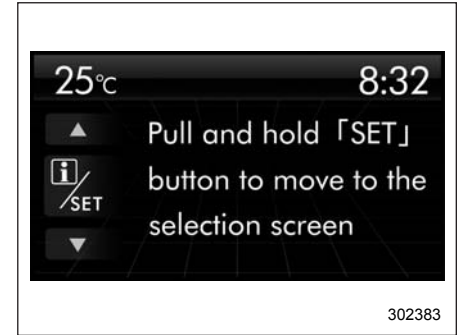 25℃ 8:32
▲
Pull and hold「SET」
i/SET
button to move to the
▼
selection screen
302383